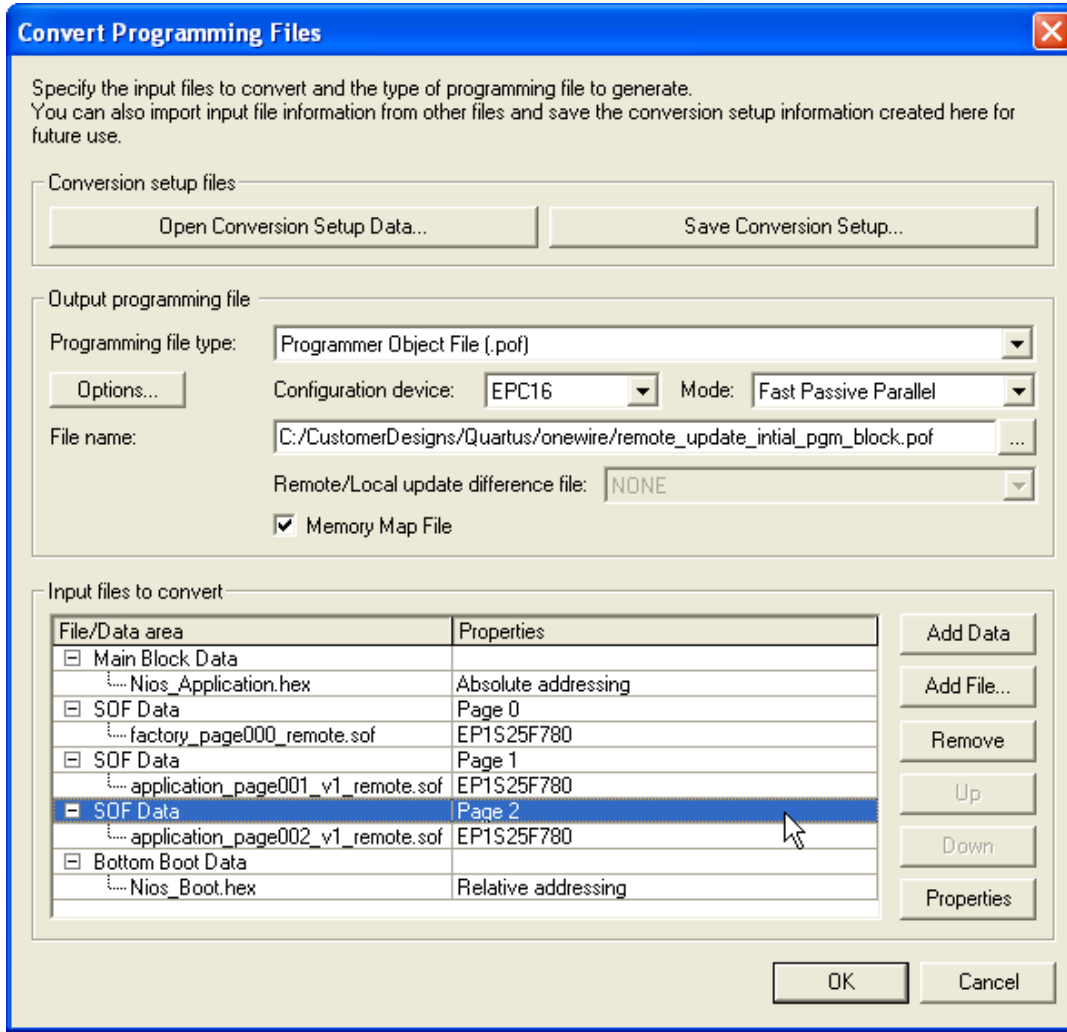 Convert Programming Files
Specify the input files to convert and the type of programming file to generate.
You can also import input file information from other files and save the conversion setup information created here for
future use.
Conversion setup files
Open Conversion Setup Data... Save Conversion Setup...
Output programming file
Programming file type: Programmer Object File (.pof)
Options... Configuration device: EPC16 Mode: Fast Passive Parallel
File name: C:/CustomerDesigns/Quartus/onewire/remote_update_intial_pgm_block.pof ...
Remote/Local update difference file: NONE
Memory Map File
Input files to convert
File/Data area Properties Add Data
Main Block Data
Nios_Application.hex Absolute addressing Add File...
SOF Data Page 0
factory_page000_remote.sof EP1S25F780 Remove
SOF Data Page 1
application_page001_v1_remote.sof EP1S25F780 Up
SOF Data Page 2
application_page002_v1_remote.sof EP1S25F780 Down
Bottom Boot Data
Nios_Boot.hex Relative addressing Properties
OK Cancel